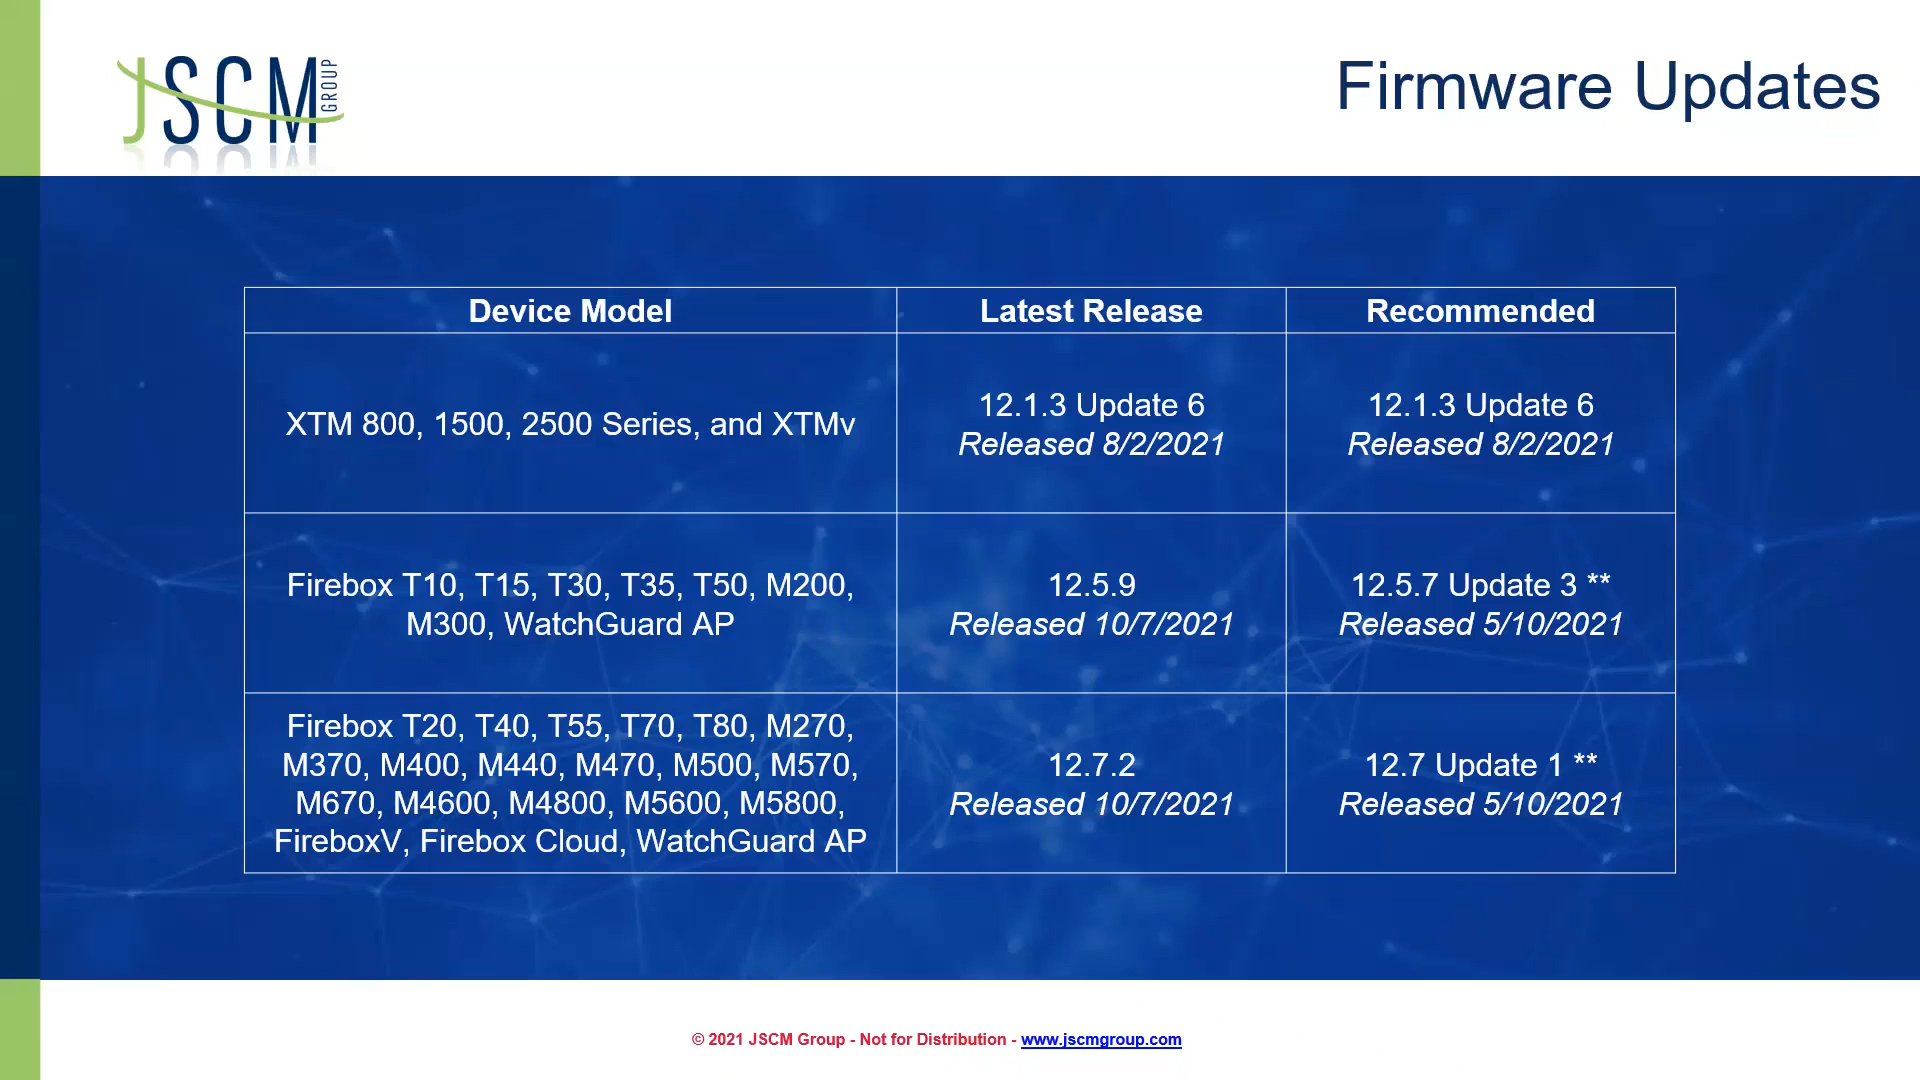 JSCM GROUP
Firmware Updates
Device Model
Latest Release
Recommended
XTM 800, 1500, 2500 Series, and XTMv
12.1.3 Update 6
Released 8/2/2021
12.1.3 Update 6
Released 8/2/2021
Firebox T10, T15, T30, T35, T50, M200,
M300, WatchGuard AP
12.5.9
Released 10/7/2021
12.5.7 Update 3 **
Released 5/10/2021
Firebox T20, T40, T55, T70, T80, M270,
M370, M400, M440, M470, M500, M570,
M670, M4600, M4800, M5600, M5800,
FireboxV, Firebox Cloud, WatchGuard AP
12.7.2
Released 10/7/2021
12.7 Update 1 **
Released 5/10/2021
© 2021 JSCM Group - Not for Distribution - www.jscmgroup.com